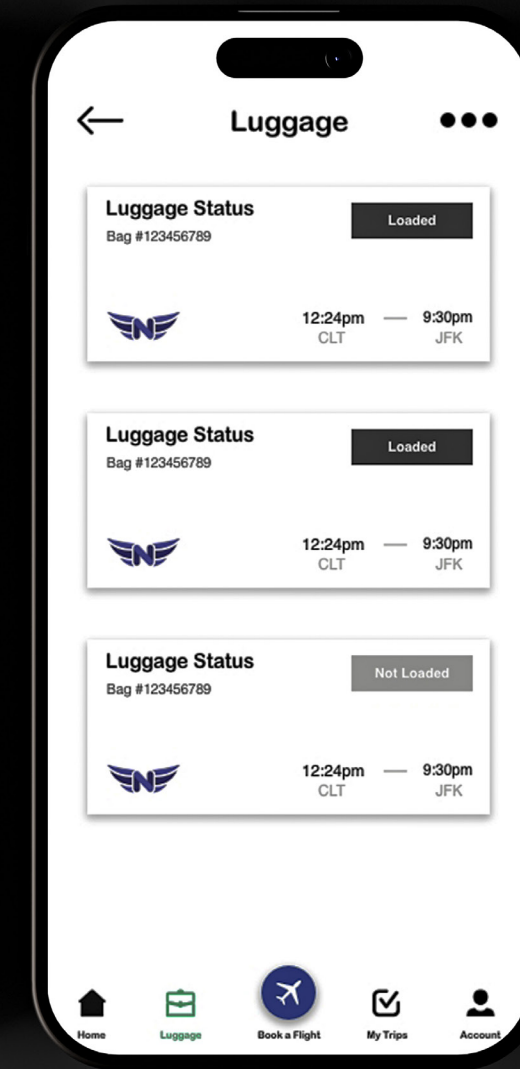 Luggage
Luggage Status
Loaded
Bag #123456789
N
12:24pm — 9:30pm
CLT JFK
Luggage Status
Loaded
Bag #123456789
N
12:24pm — 9:30pm
CLT JFK
Luggage Status
Not Loaded
Bag #123456789
N
12:24pm — 9:30pm
CLT JFK
Home Luggage Book a Flight My Trips Account